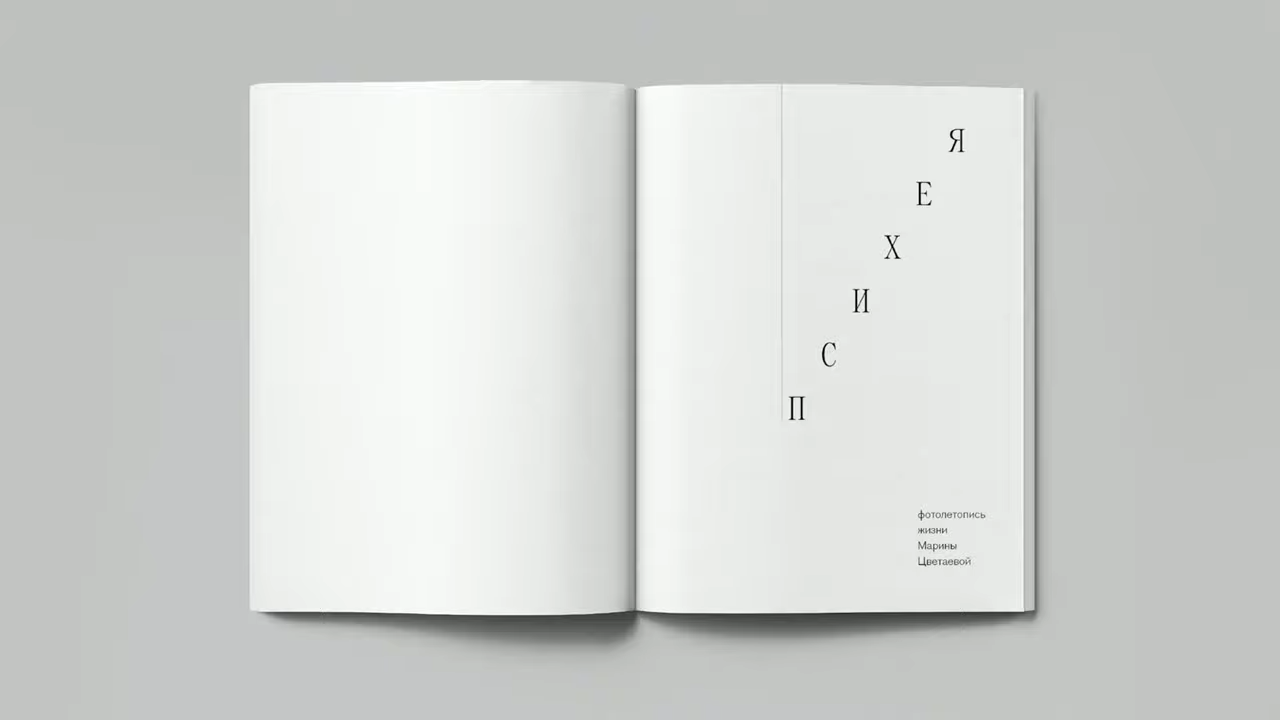 ПСИХЕЯ
фотолетопись
жизни
Марины
Цветаевой